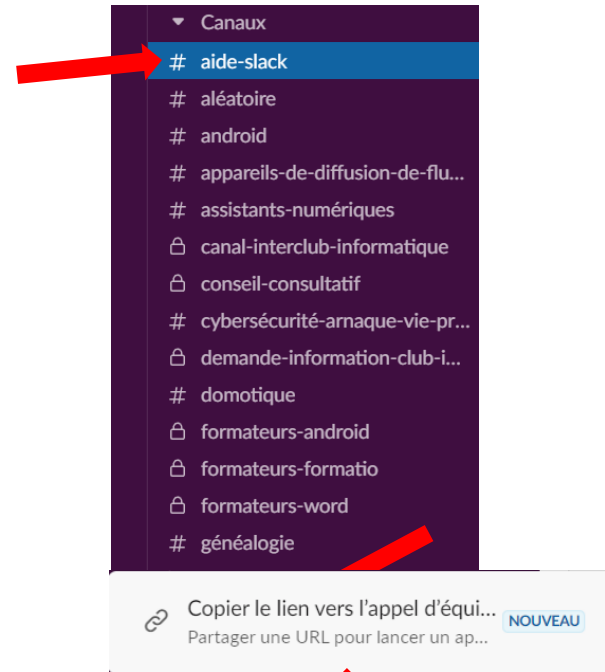 Canaux
# aide-slack
# aléatoire
# android
# appareils-de-diffusion-de-flu...
# assistants-numériques
canal-interclub-informatique
conseil-consultatif
# cybersécurité-arnaque-vie-pr...
demande-information-club-i...
# domotique
formateurs-android
formateurs-formatio
formateurs-word
# généalogie
Copier le lien vers l'appel d'équi... NOUVEAU
Partager une URL pour lancer un ap...